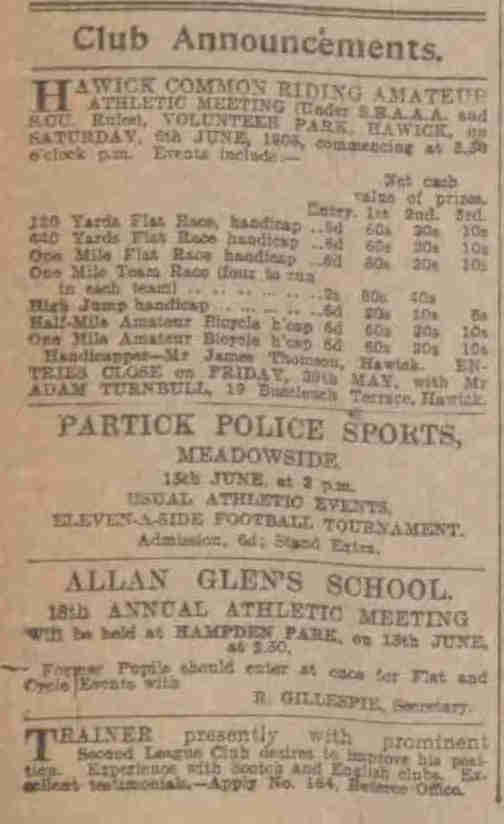 Club Announcements.
HAWICK COMMON RIDING AMATEUR
ATHLETIC MEETING (Under S.A.A.A. and
S.C.U. Rules), VOLUNTEER PARK, HAWICK, on
SATURDAY, 6th JUNE, 1908, commencing at 2.30
o'clock p.m. Events include:—
Net cash
value of prizes.
Entry. 1st 2nd. 3rd.
120 Yards Flat Race, handicap ..6d 60s 20s 10s
440 Yards Flat Race handicap ..6d 60s 20s 10s
One Mile Flat Race handicap ..6d 60s 20s 10s
One Mile Team Race (four to run
in each team) .. .. .. .. .. ..2s 80s 40s
High Jump handicap .. .. .. .. ..6d 20s 10s 5s
Half-Mile Amateur Bicycle h'cap 6d 60s 20s 10s
One Mile Amateur Bicycle h'cap 6d 60s 20s 10s
Handicapper—Mr James Thomson, Hawick. EN-
TRIES CLOSE on FRIDAY, 29th MAY, with Mr
ADAM TURNBULL, 19 Buccleuch Terrace, Hawick.
PARTICK POLICE SPORTS,
MEADOWSIDE.
13th JUNE, at 3 p.m.
USUAL ATHLETIC EVENTS.
ELEVEN-A-SIDE FOOTBALL TOURNAMENT.
Admission, 6d; Stand Extra.
ALLAN GLEN'S SCHOOL.
18th ANNUAL ATHLETIC MEETING
Will be held at HAMPDEN PARK, on 13th JUNE,
at 2.30.
Former Pupils should enter at once for Flat and
Cycle Events with
R. GILLESPIE, Secretary.
TRAINER presently with prominent
Second League Club desires to improve his posi-
tion. Experience with Scotch and English clubs. Ex-
cellent testimonials.—Apply No. 164, Referee Office.